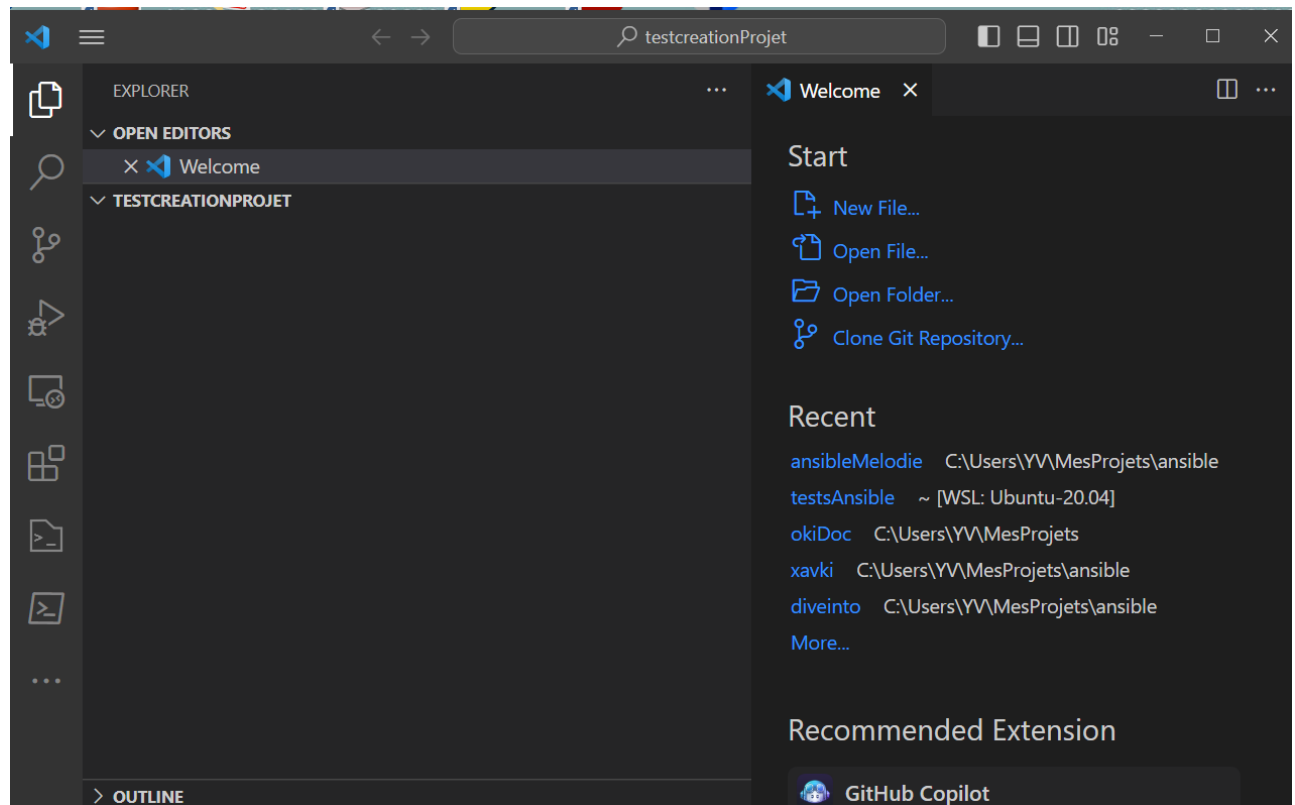 testcreationProjet
EXPLORER
OPEN EDITORS
Welcome
TESTCREATIONPROJET
OUTLINE
Welcome
Start
New File...
Open File...
Open Folder...
Clone Git Repository...
Recent
ansibleMelodie C:\Users\YV\MesProjets\ansible
testsAnsible ~ [WSL: Ubuntu-20.04]
okiDoc C:\Users\YV\MesProjets
xavki C:\Users\YV\MesProjets\ansible
diveinto C:\Users\YV\MesProjets\ansible
More...
Recommended Extension
GitHub Copilot